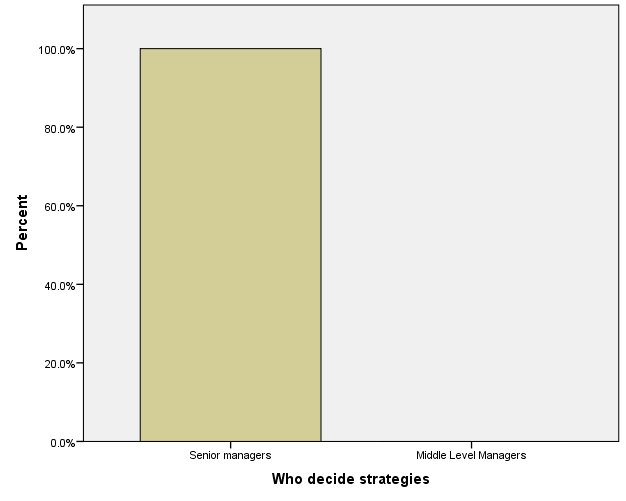 Percent
100.0%
80.0%
60.0%
40.0%
20.0%
0.0%
Senior managers
Middle Level Managers
Who decide strategies